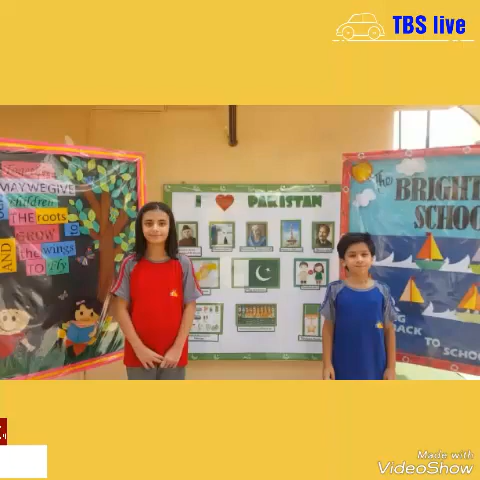 TBS live
MAY WE GIVE
children
THE roots
TO
GROW
AND
the wings
TO fly
I PAKISTAN
the
BRIGHT
SCHOO
BACK
TO
SCHOO
Made with
VideoShow